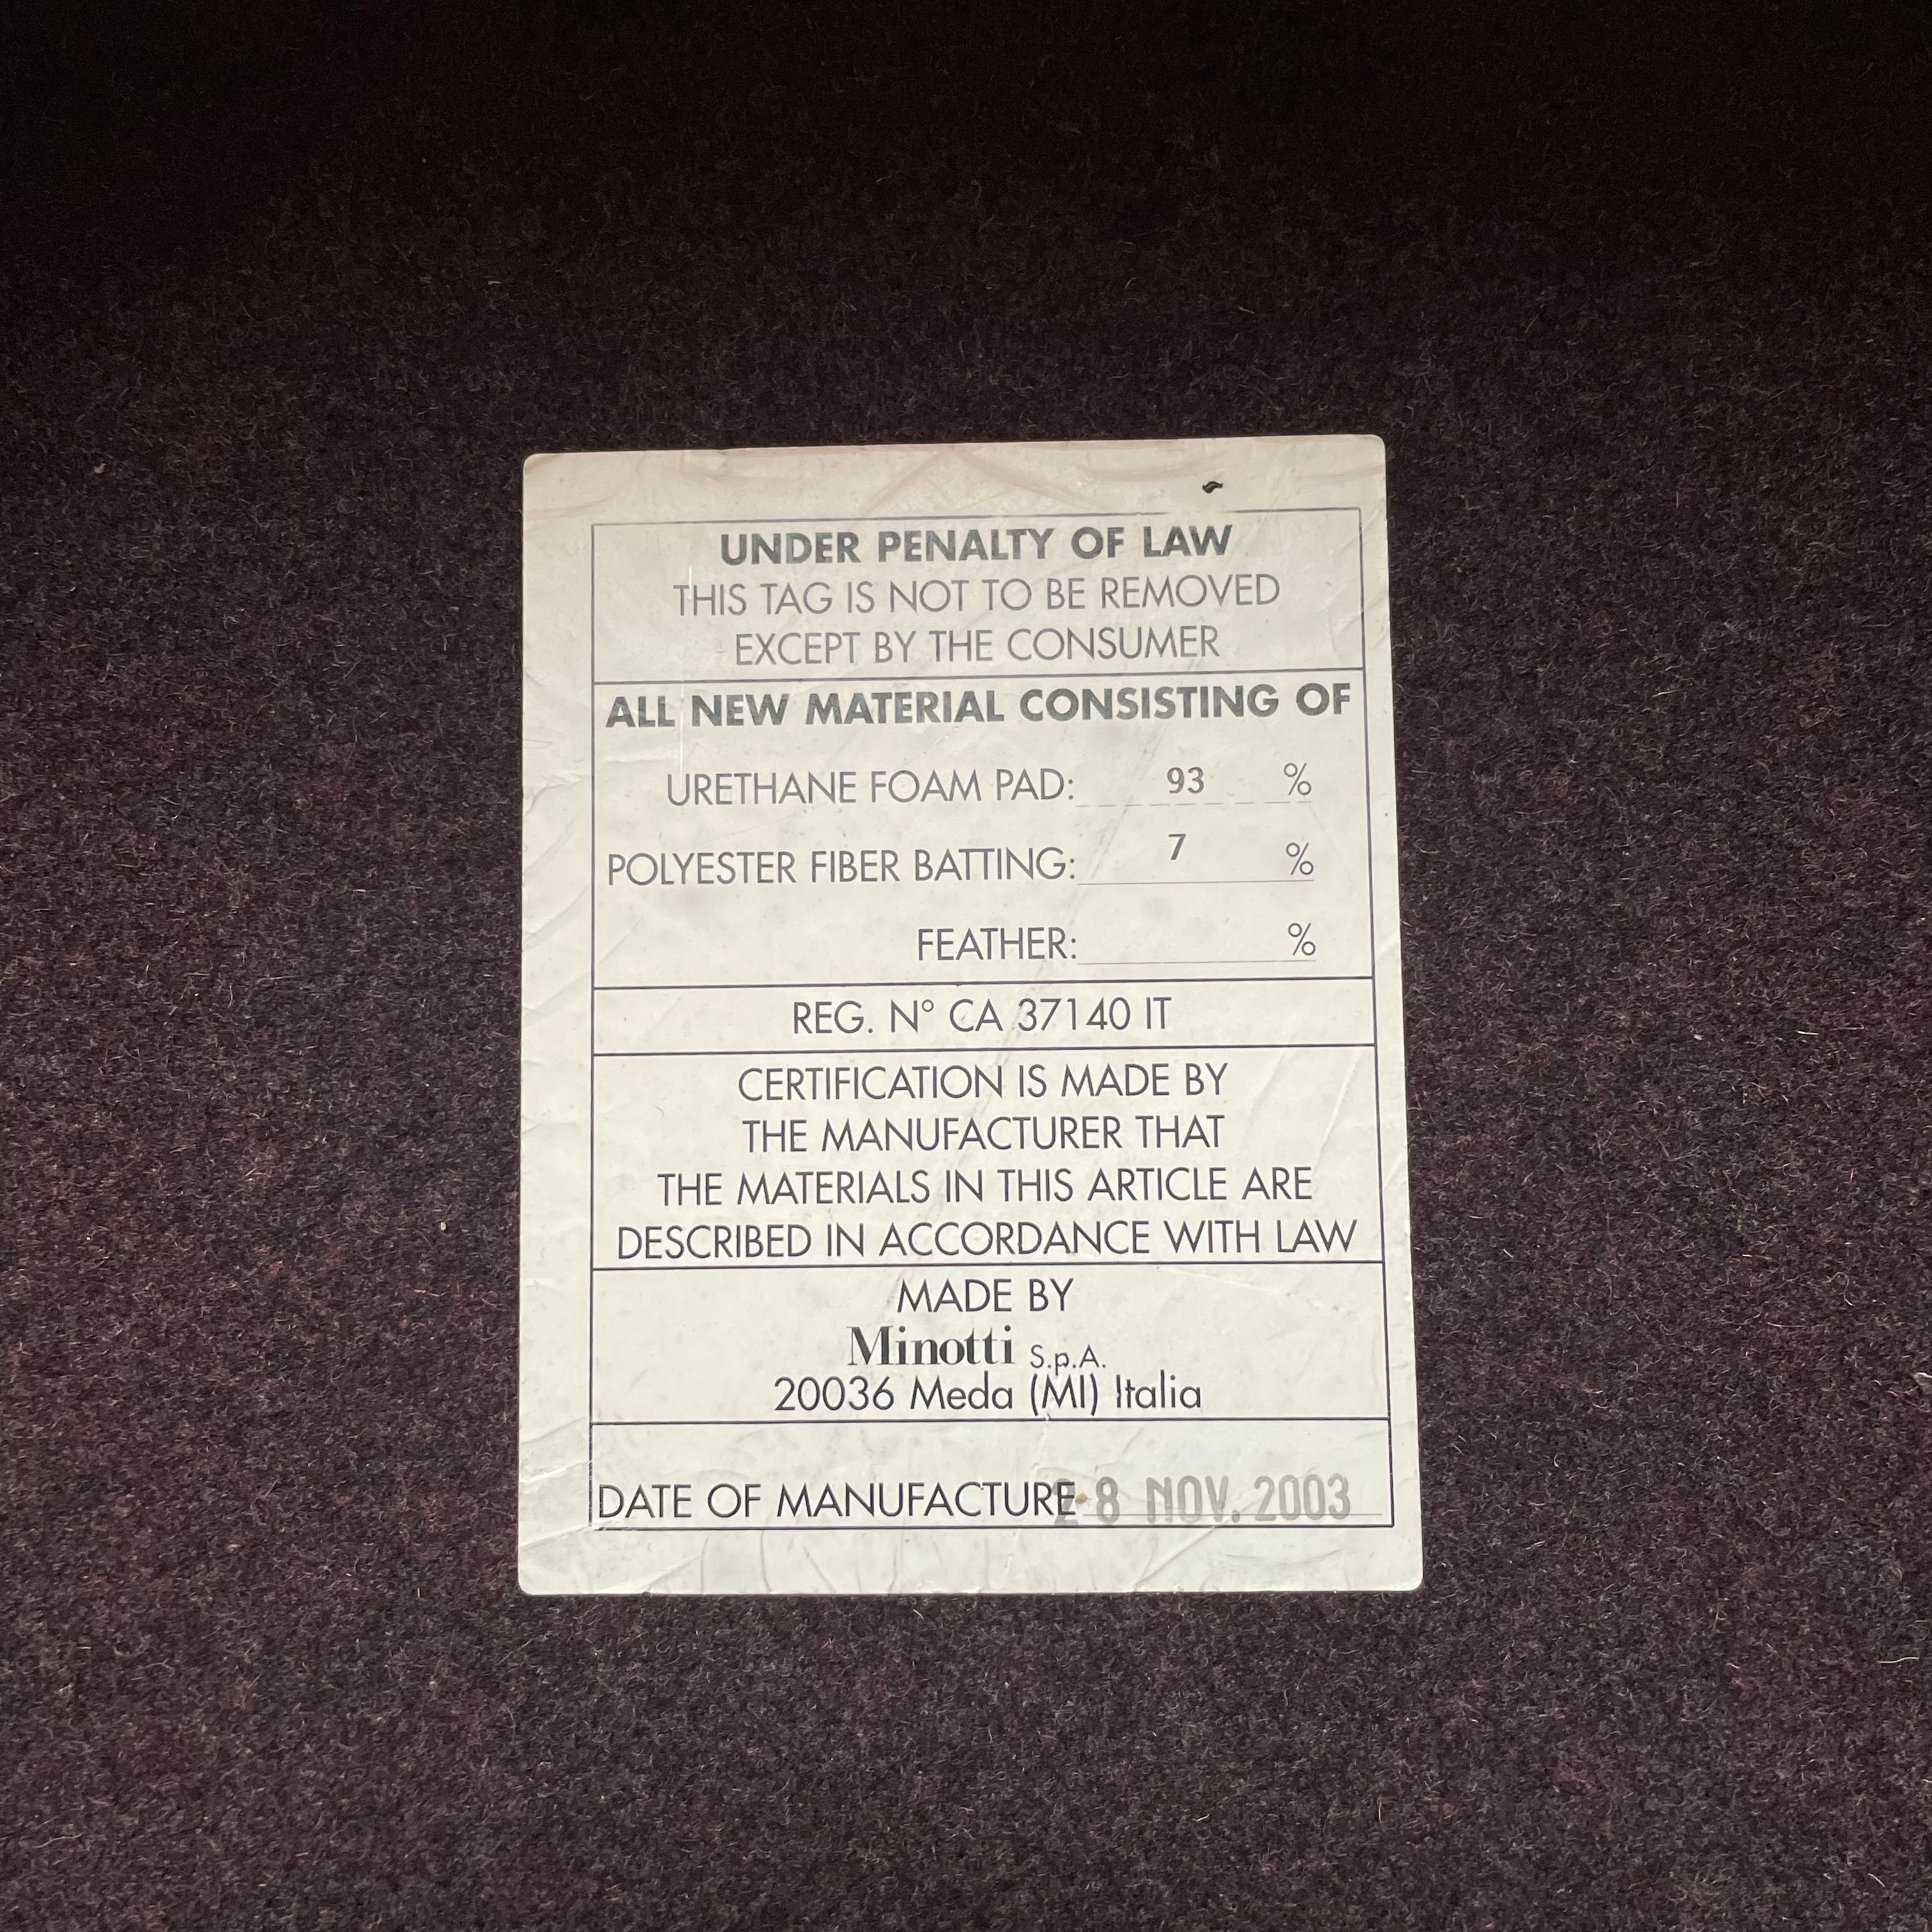 UNDER PENALTY OF LAW
THIS TAG IS NOT TO BE REMOVED
EXCEPT BY THE CONSUMER
ALL NEW MATERIAL CONSISTING OF
URETHANE FOAM PAD: 93 %
POLYESTER FIBER BATTING: 7 %
FEATHER: %
REG. N° CA 37140 IT
CERTIFICATION IS MADE BY
THE MANUFACTURER THAT
THE MATERIALS IN THIS ARTICLE ARE
DESCRIBED IN ACCORDANCE WITH LAW
MADE BY
Minotti S.p.A.
20036 Meda (MI) Italia
DATE OF MANUFACTURE 28 NOV. 2003